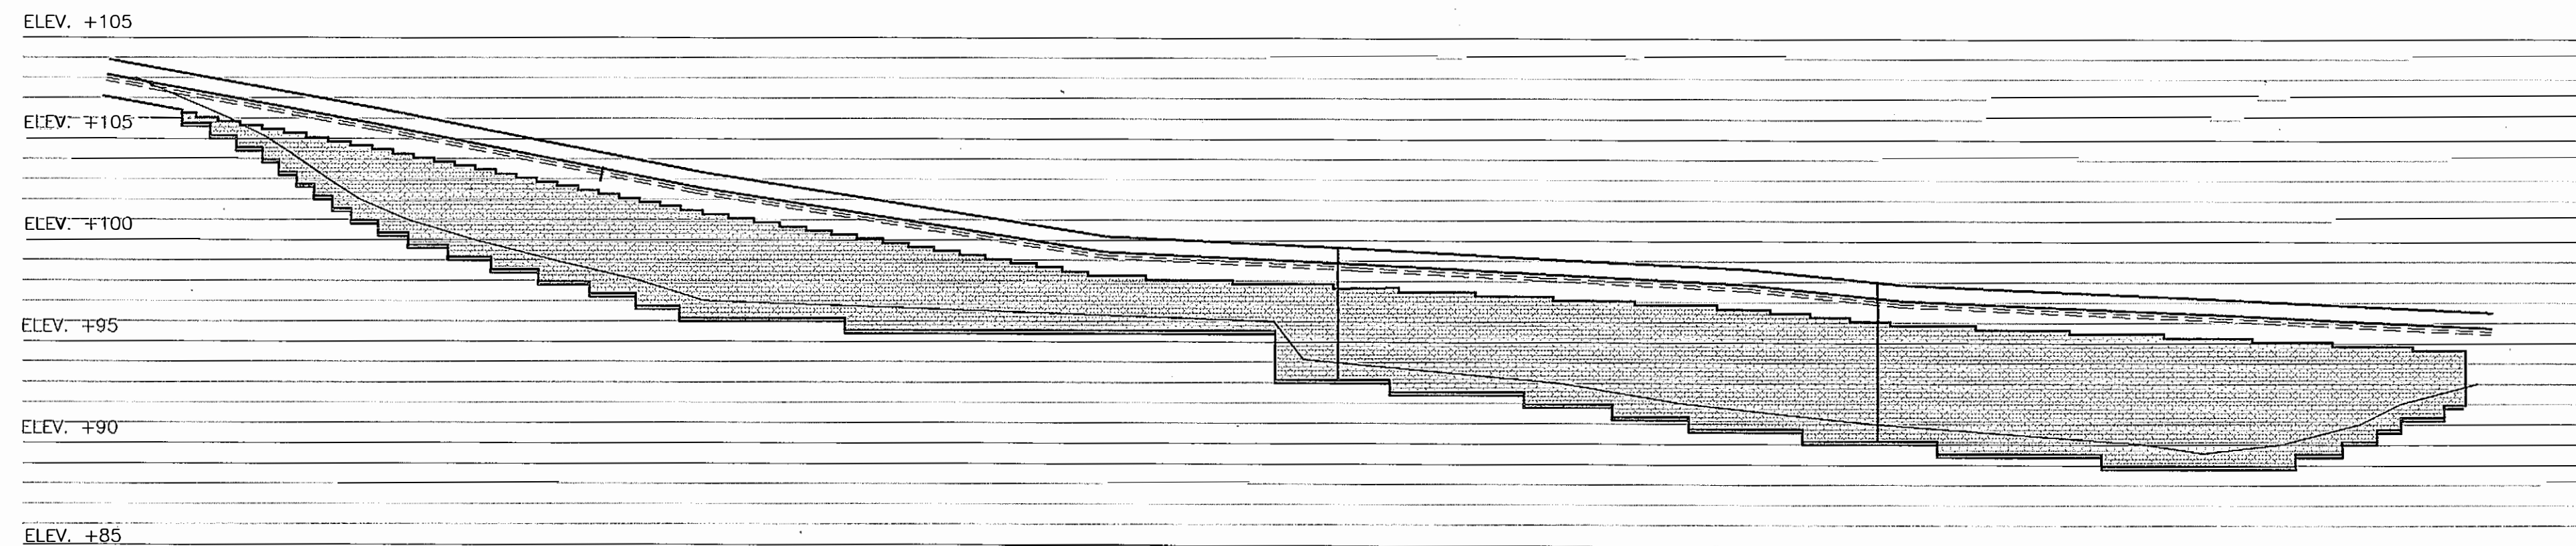 ELEV. +105
ELEV. +105
ELEV. +100
ELEV. +95
ELEV. +90
ELEV. +85